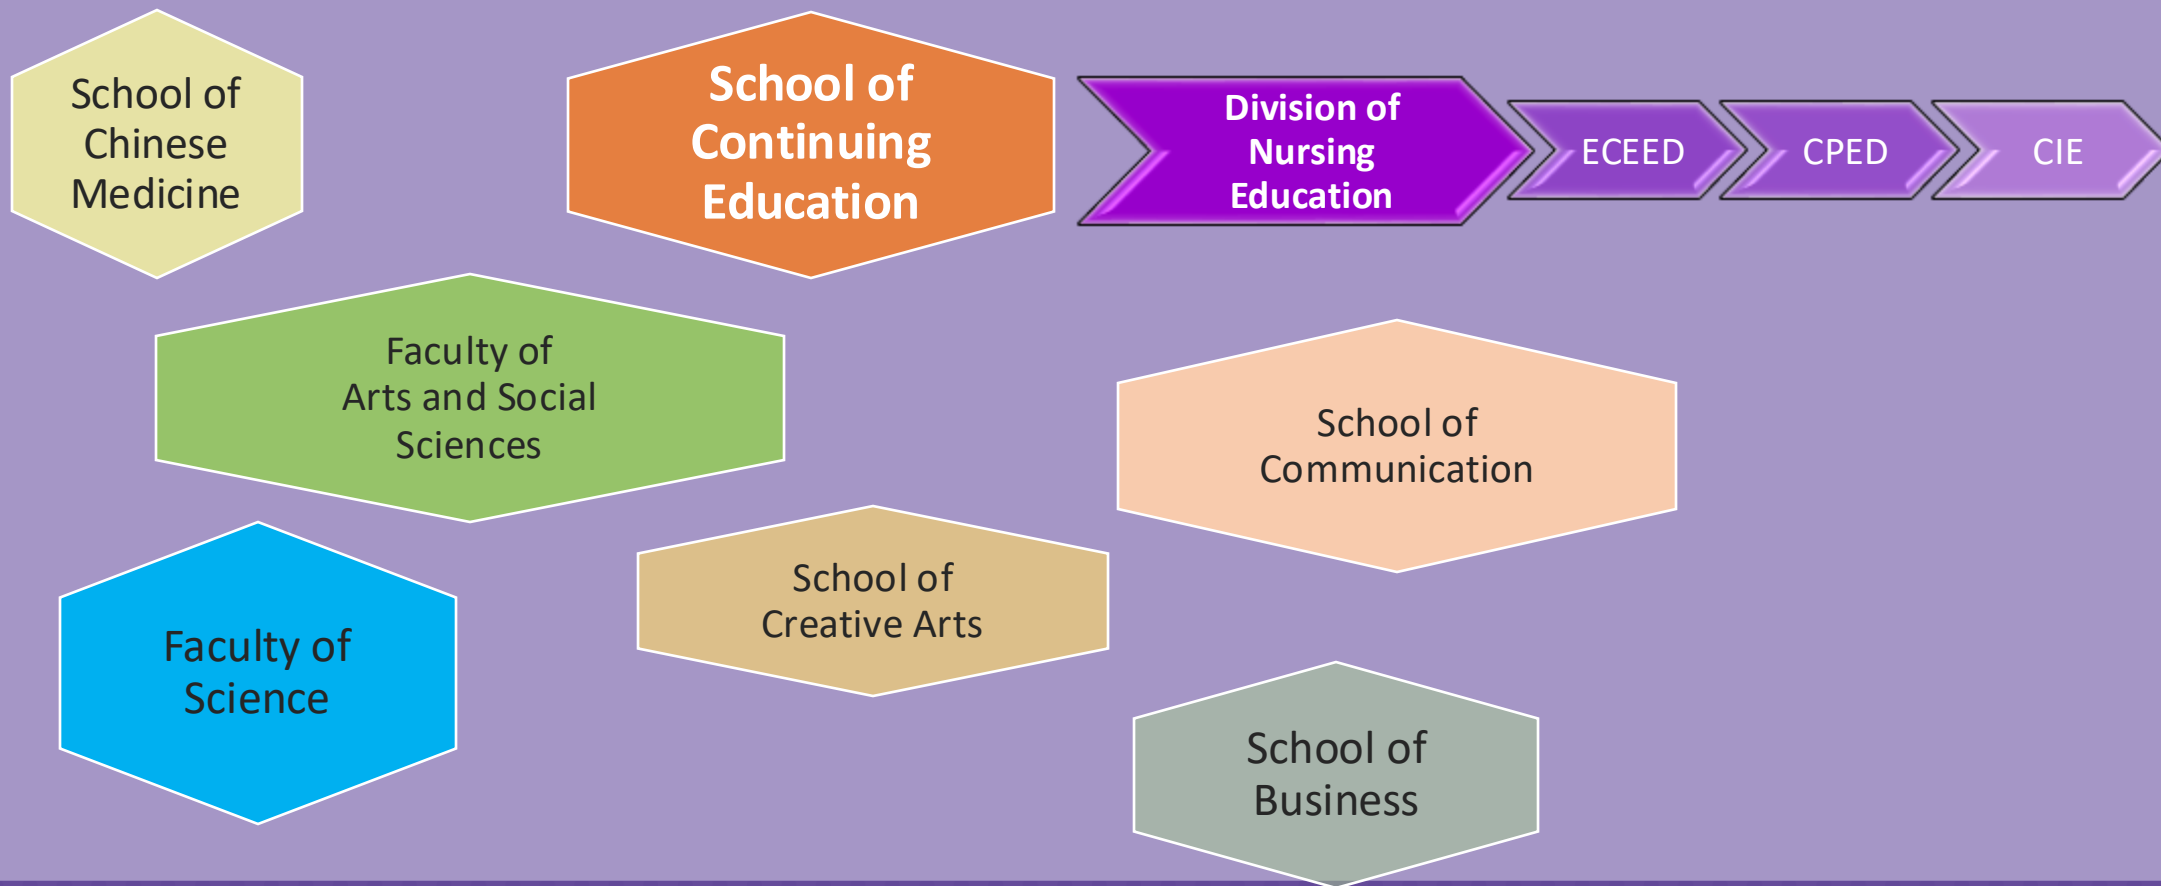 School of
Chinese
Medicine
School of
Continuing
Education
Division of
Nursing
Education
ECEED
CPED
CIE
Faculty of
Arts and Social
Sciences
School of
Communication
School of
Creative Arts
Faculty of
Science
School of
Business